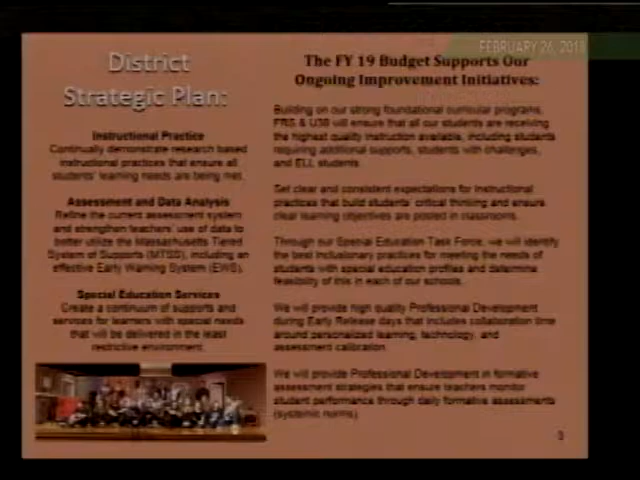 FEBRUARY 26, 201
District
Strategic Plan:
Instructional Practice
Continually demonstrate research based
instructional practices that ensure all
students' learning needs are being met.
Assessment and Data Analysis
Refine the current assessment system
and strengthen teachers' use of data to
better utilize the Massachusetts Tiered
System of Supports (MTSS), including an
effective Early Warning System (EWS).
Special Education Services
Create a continuum of supports and
services for learners with special needs
that will be delivered in the least
restrictive environment.
The FY 19 Budget Supports Our
Ongoing Improvement Initiatives:
Building on our strong foundational curricular programs,
FRS & U38 will ensure that all our students are receiving
the highest quality instruction available, including students
requiring additional supports, students with challenges,
and ELL students.
Set clear and consistent expectations for instructional
practices that build students' critical thinking and ensure
clear learning objectives are posted in classrooms.
Through our Special Education Task Force, we will identify
the best inclusionary practices for meeting the needs of
students with special education profiles and determine
feasibility of this in each of our schools.
We will provide high quality Professional Development
during Early Release days that includes collaboration time
around personalized learning, technology, and
assessment calibration.
We will provide Professional Development in formative
assessment strategies that ensure teachers monitor
student performance through daily formative assessments
(systemic norms).
3